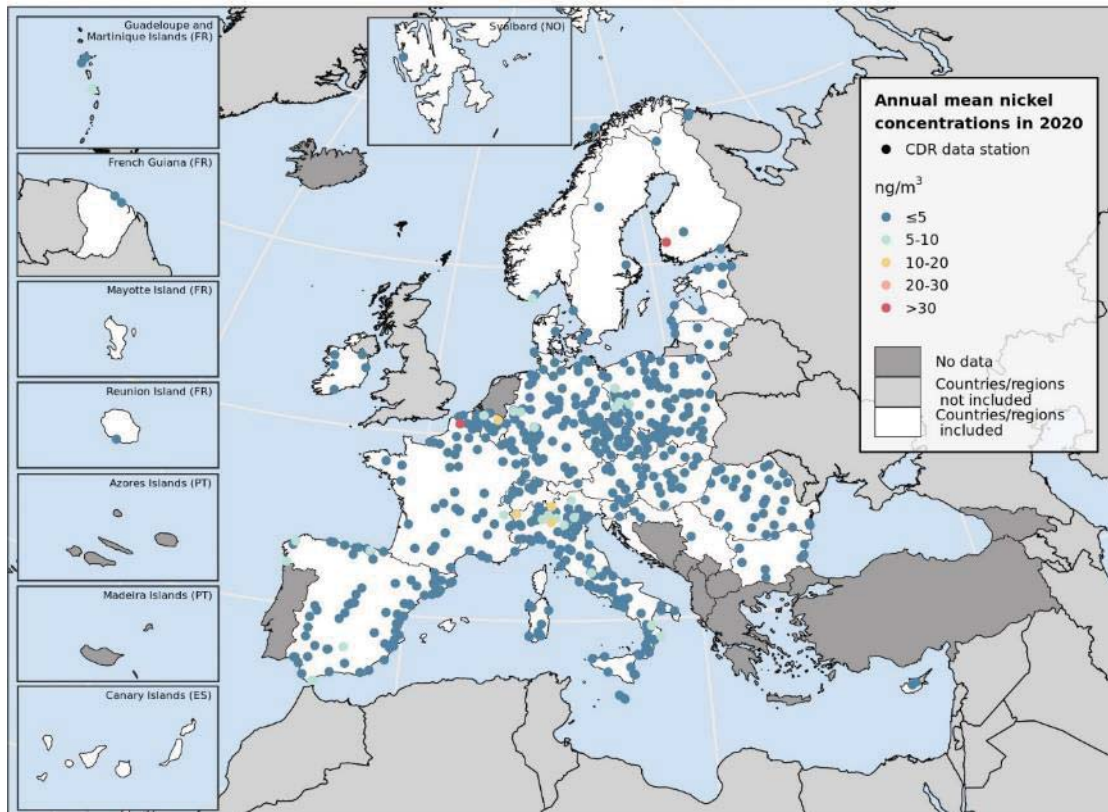 Guadeloupe and
Martinique Islands (FR)
Svalbard (NO)
French Guiana (FR)
Mayotte Island (FR)
Reunion Island (FR)
Azores Islands (PT)
Madeira Islands (PT)
Canary Islands (ES)
Annual mean nickel
concentrations in 2020
CDR data station
ng/m³
≤5
5-10
10-20
20-30
>30
No data
Countries/regions
not included
Countries/regions
included